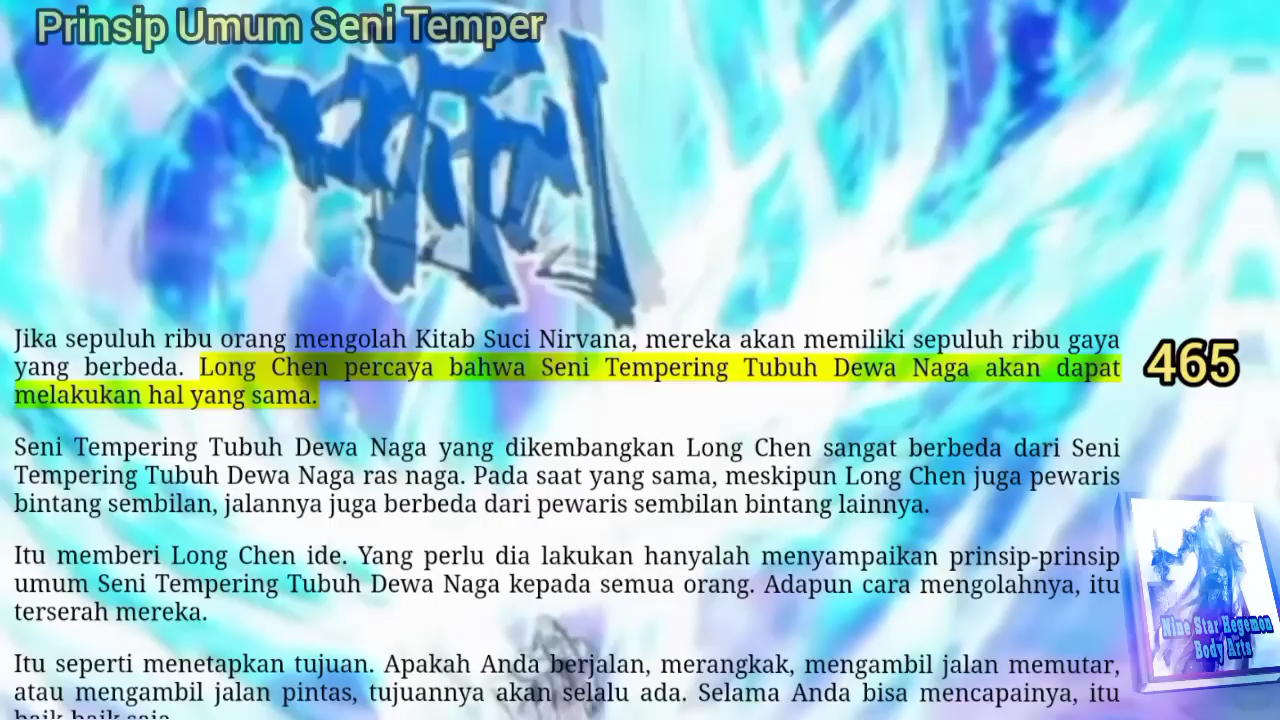 Prinsip Umum Seni Temper
Jika sepuluh ribu orang mengolah Kitab Suci Nirvana, mereka akan memiliki sepuluh ribu gaya
yang berbeda. Long Chen percaya bahwa Seni Tempering Tubuh Dewa Naga akan dapat
melakukan hal yang sama.
465
Seni Tempering Tubuh Dewa Naga yang dikembangkan Long Chen sangat berbeda dari Seni
Tempering Tubuh Dewa Naga ras naga. Pada saat yang sama, meskipun Long Chen juga pewaris
bintang sembilan, jalannya juga berbeda dari pewaris sembilan bintang lainnya.
Itu memberi Long Chen ide. Yang perlu dia lakukan hanyalah menyampaikan prinsip-prinsip
umum Seni Tempering Tubuh Dewa Naga kepada semua orang. Adapun cara mengolahnya, itu
terserah mereka.
Itu seperti menetapkan tujuan. Apakah Anda berjalan, merangkak, mengambil jalan memutar,
atau mengambil jalan pintas, tujuannya akan selalu ada. Selama Anda bisa mencapainya, itu
baik-baik saja.
Nine Star Hegemon
Body Arts